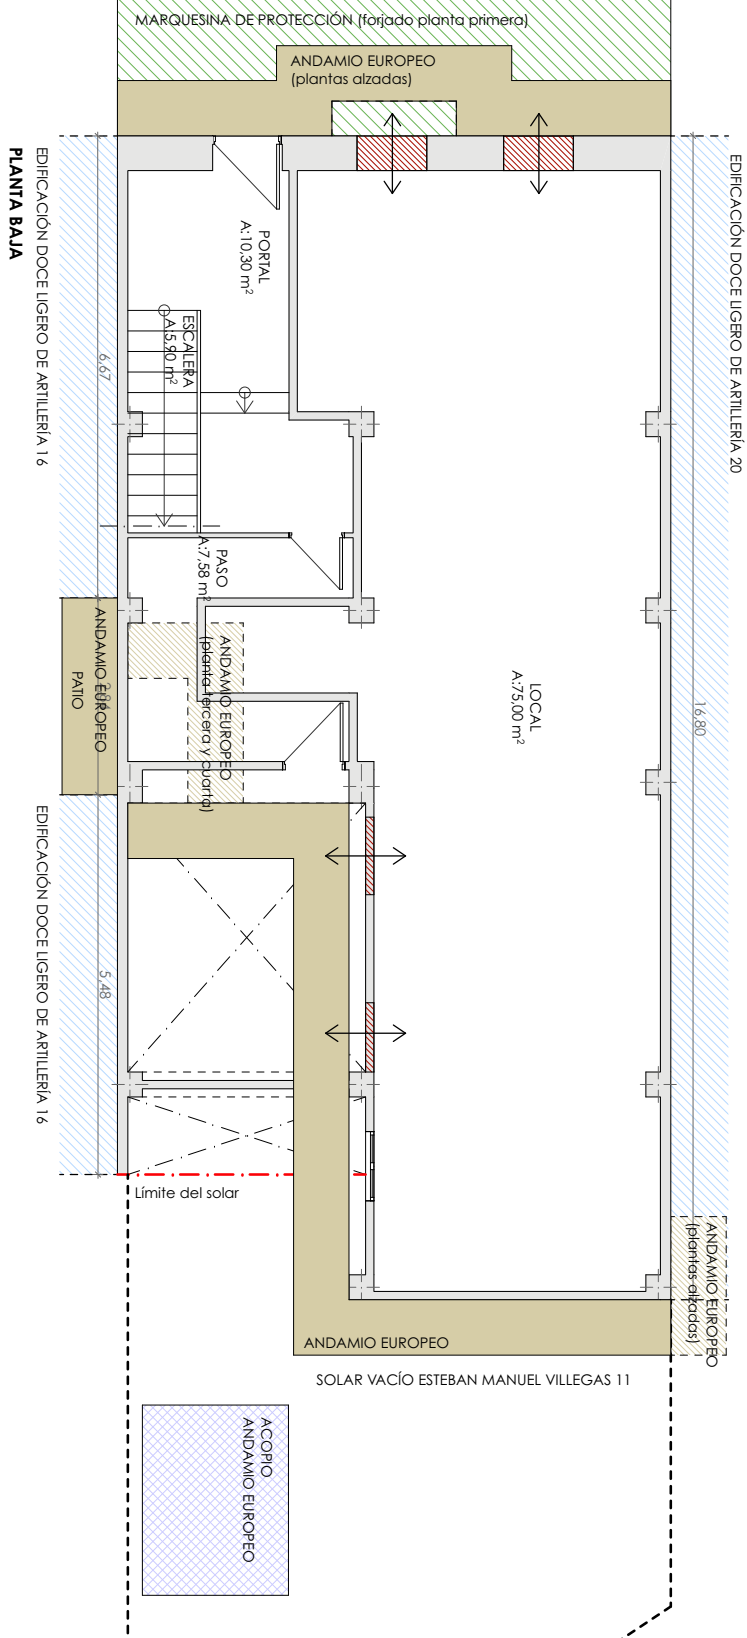 MARQUESINA DE PROTECCIÓN (forjado planta primera)
ANDAMIO EUROPEO
(plantas alzadas)
EDIFICACIÓN DOCE LIGERO DE ARTILLERÍA 20
EDIFICACIÓN DOCE LIGERO DE ARTILLERÍA 16
PLANTA BAJA
PORTAL
A:10,30 m²
ESCALERA
A:5,90 m²
6,67
PASO
A:7,58 m²
ANDAMIO EUROPEO
PATIO
ANDAMIO EUROPEO
(planta tercera y cuarta)
LOCAL
A:75,00 m²
16,80
EDIFICACIÓN DOCE LIGERO DE ARTILLERÍA 16
5,48
Límite del solar
ANDAMIO EUROPEO
(plantas alzadas)
ANDAMIO EUROPEO
SOLAR VACÍO ESTEBAN MANUEL VILLEGAS 11
ACOPIO
ANDAMIO EUROPEO